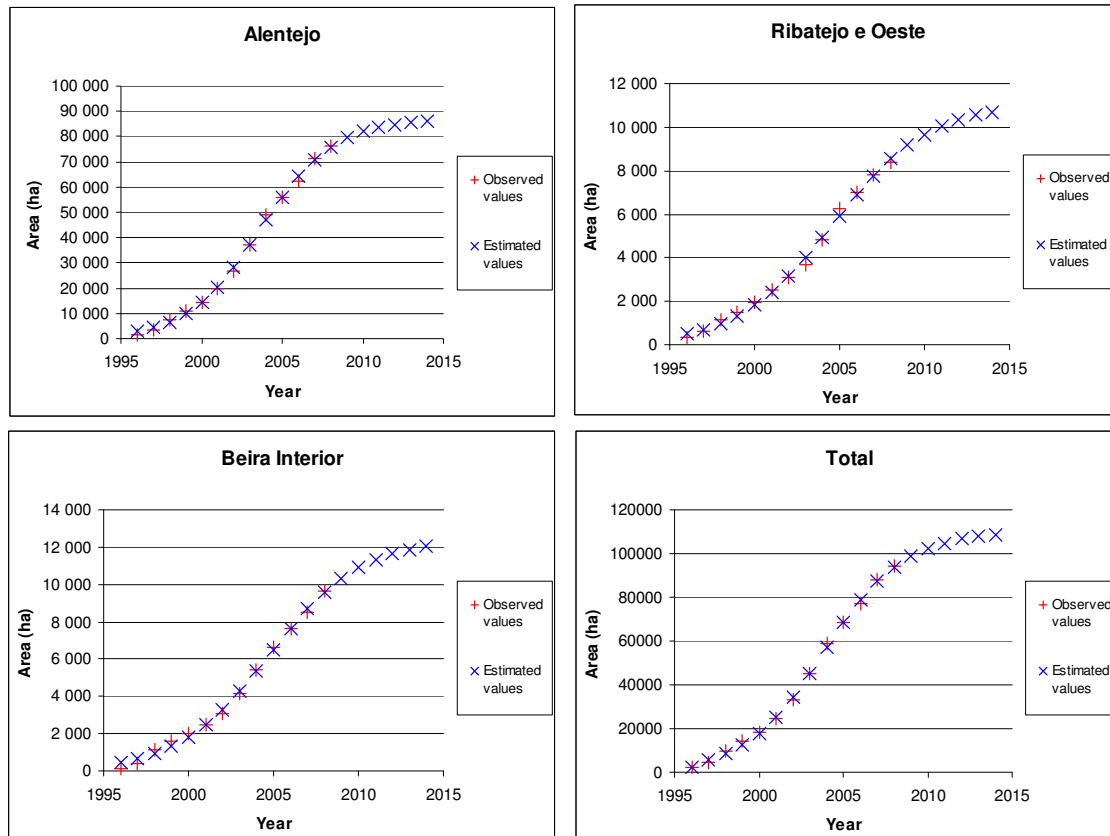 Alentejo
100 000
90 000
80 000
70 000
60 000
50 000
40 000
30 000
20 000
10 000
0
1995 2000 2005 2010 2015
Area (ha)
Year
Observed
values
Estimated
values
Ribatejo e Oeste
12 000
10 000
8 000
6 000
4 000
2 000
0
1995 2000 2005 2010 2015
Area (ha)
Year
Observed
values
Estimated
values
Beira Interior
14 000
12 000
10 000
8 000
6 000
4 000
2 000
0
1995 2000 2005 2010 2015
Area (ha)
Year
Observed
values
Estimated
values
Total
120000
100000
80000
60000
40000
20000
0
1995 2000 2005 2010 2015
Area (ha)
Year
Observed
values
Estimated
values